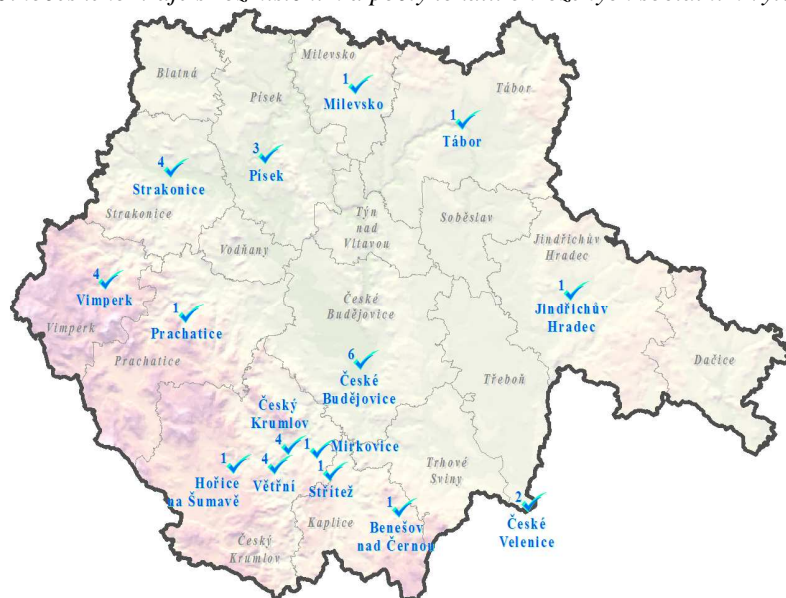 Milevsko
Blatná
Tábor
Písek
1
Milevsko
1
Tábor
3
Písek
4
Strakonice
Strakonice
Týn
nad
Vltavou
Soběslav
Vodňany
Jindřichův
Hradec
4
Vimperk
Vimperk
1
Prachatice
Prachatice
České
Budějovice
1
Jindřichův
Hradec
Dačice
6
České
Budějovice
Třeboň
Český
Krumlov
4
1
Mirkovice
1
Hořice
na Šumavě
4
Větřní
1
Střítež
Trhové
Sviny
Kaplice
1
Benešov
nad Černou
2
České
Velenice
Český
Krumlov